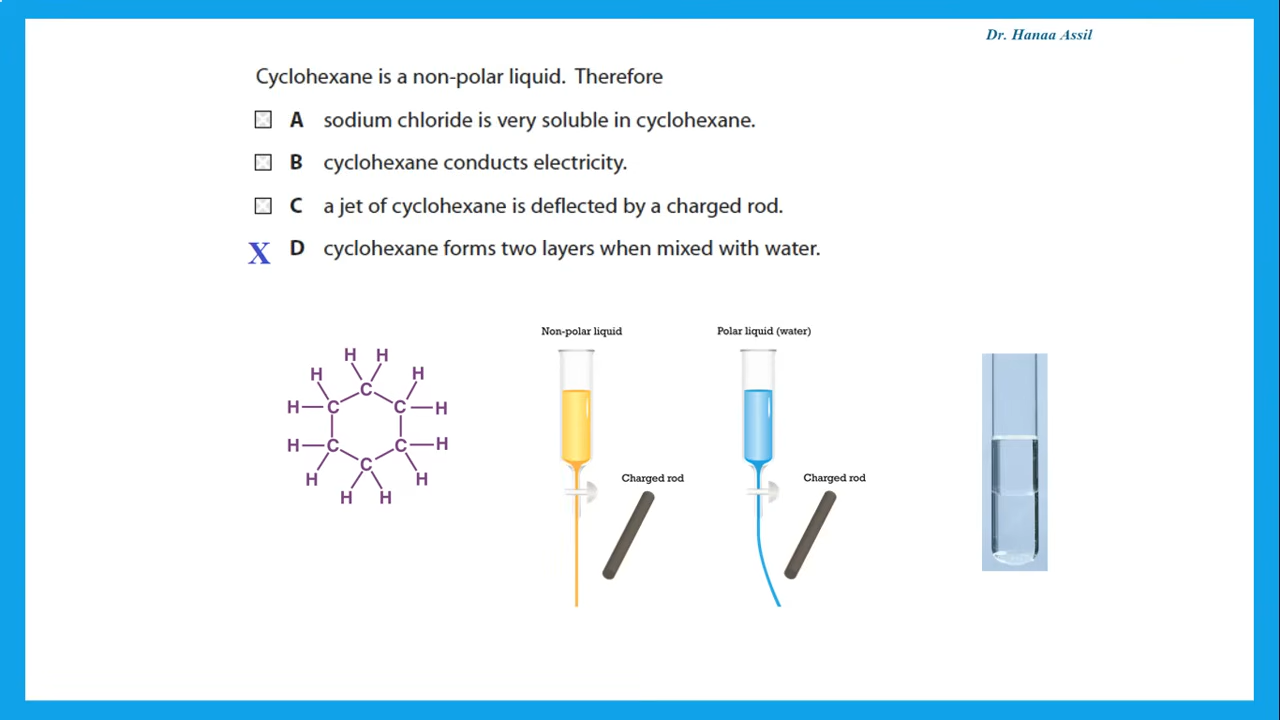 Dr. Hanaa Assil
Cyclohexane is a non-polar liquid. Therefore
A sodium chloride is very soluble in cyclohexane.
B cyclohexane conducts electricity.
C a jet of cyclohexane is deflected by a charged rod.
X D cyclohexane forms two layers when mixed with water.
Non-polar liquid
Polar liquid (water)
H H
H H
H C C C H
H C C C H
H H
H H
Charged rod
Charged rod